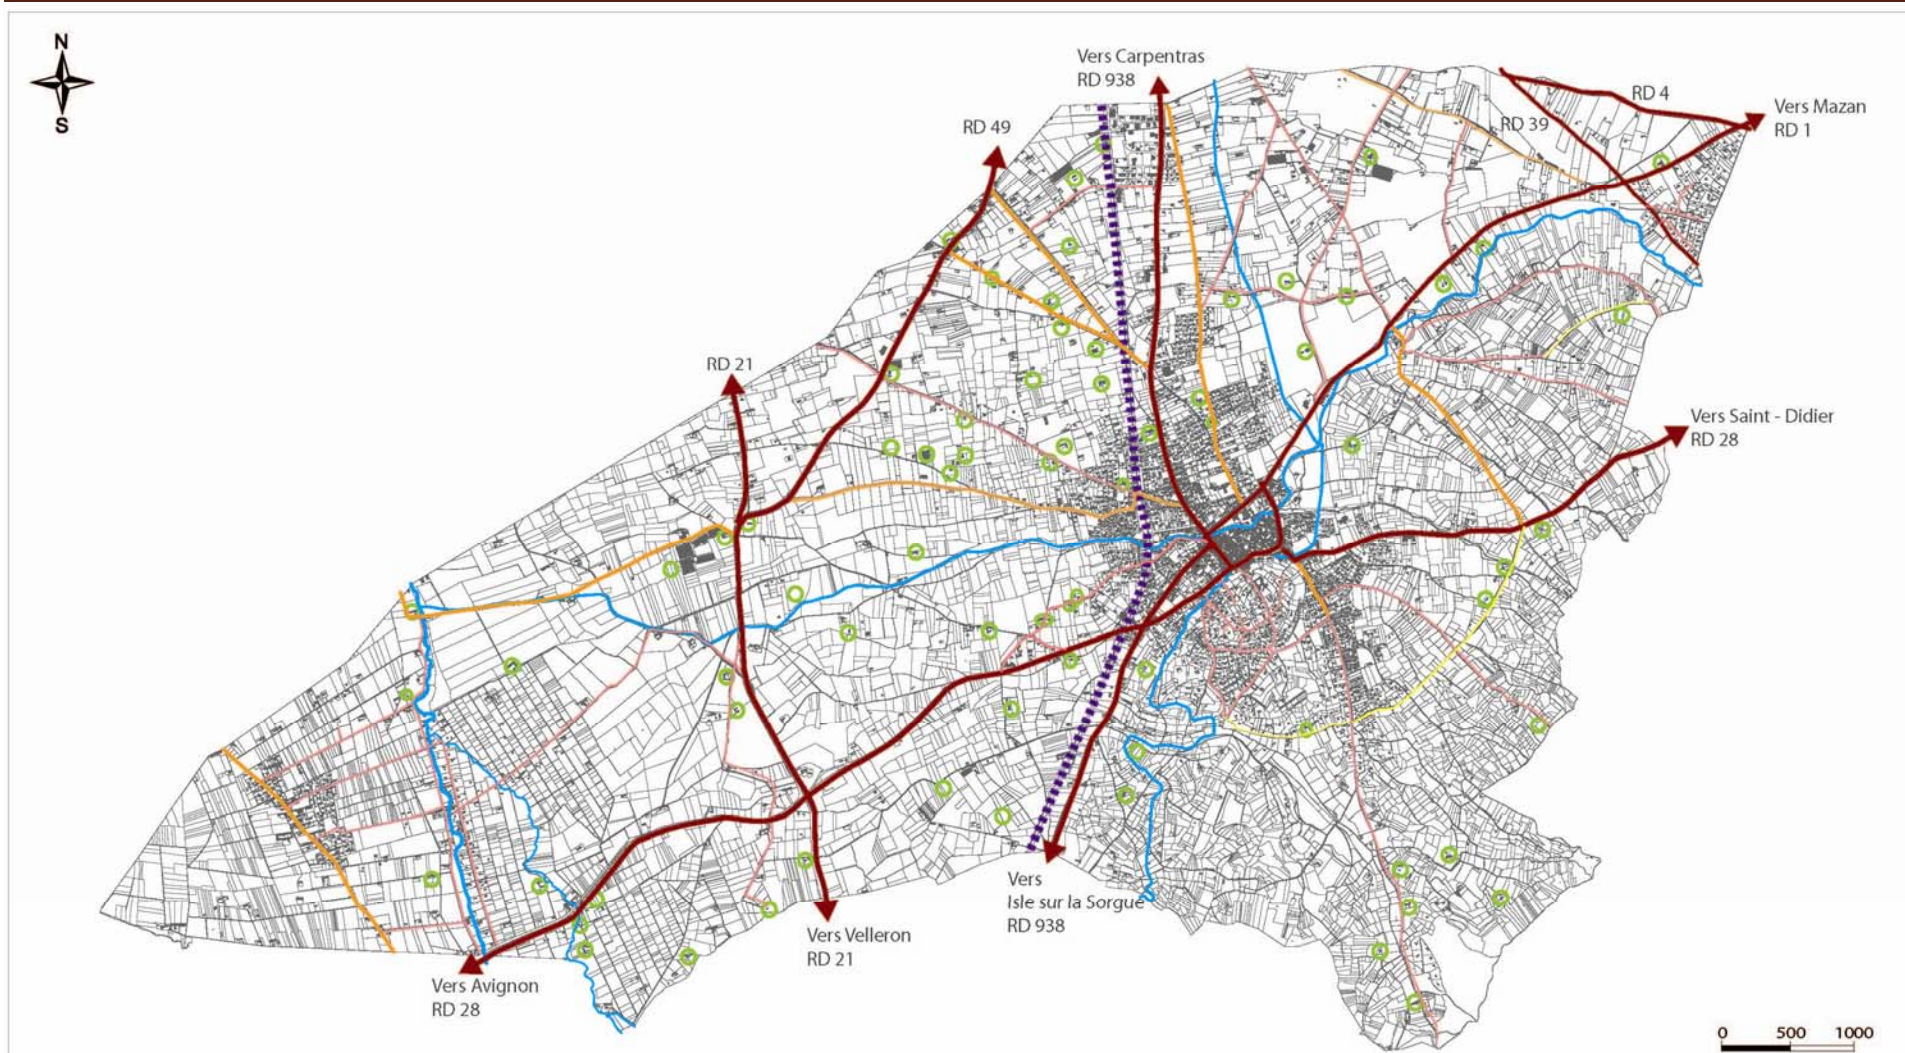 N
S
Vers Carpentras
RD 938
RD 49
RD 4
RD 39
Vers Mazan
RD 1
RD 21
Vers Saint - Didier
RD 28
Vers
Isle sur la Sorgue
RD 938
Vers Velleron
RD 21
Vers Avignon
RD 28
0 500 1000